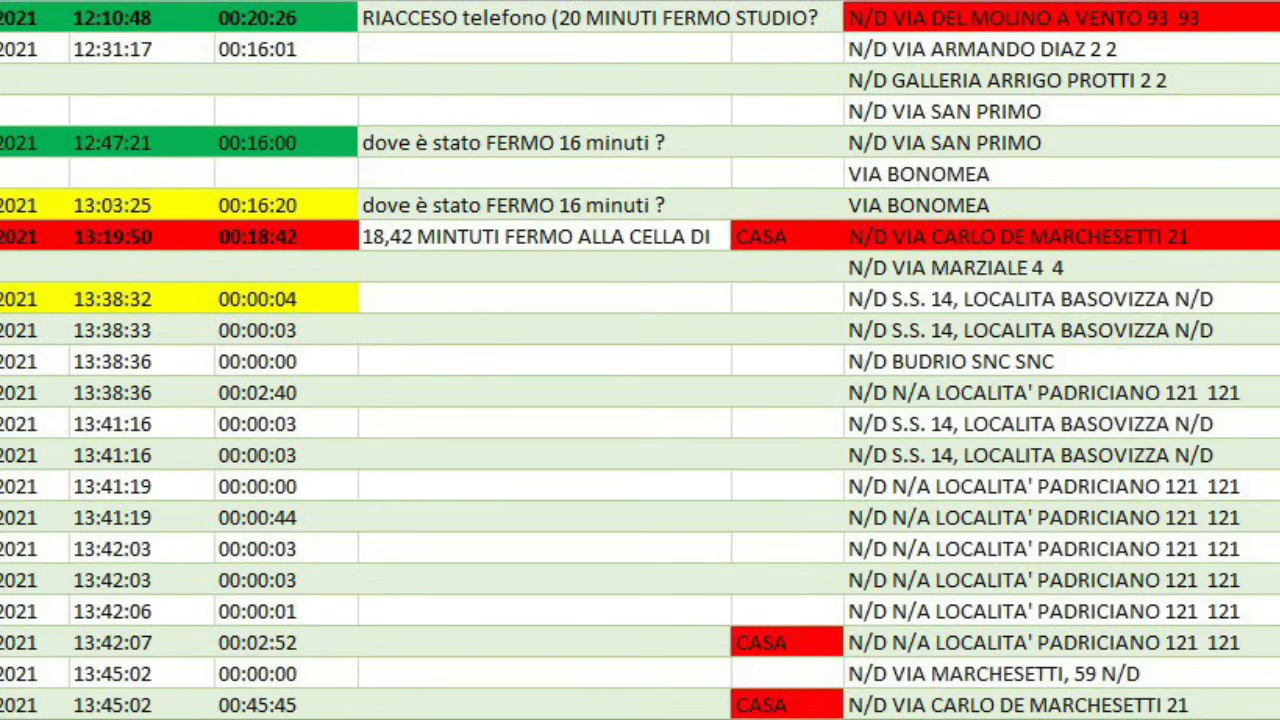 2021 12:10:48 00:20:26 RIACCESO telefono (20 MINUTI FERMO STUDIO? N/D VIA DEL MOLINO A VENTO 93 93
2021 12:31:17 00:16:01 N/D VIA ARMANDO DIAZ 2 2
N/D GALLERIA ARRIGO PROTTI 2 2
N/D VIA SAN PRIMO
2021 12:47:21 00:16:00 dove è stato FERMO 16 minuti ? N/D VIA SAN PRIMO
VIA BONOMEA
2021 13:03:25 00:16:20 dove è stato FERMO 16 minuti ? VIA BONOMEA
2021 13:19:50 00:18:42 18,42 MINTUTI FERMO ALLA CELLA DI CASA N/D VIA CARLO DE MARCHESETTI 21
N/D VIA MARZIALE 4 4
2021 13:38:32 00:00:04 N/D S.S. 14, LOCALITA BASOVIZZA N/D
2021 13:38:33 00:00:03 N/D S.S. 14, LOCALITA BASOVIZZA N/D
2021 13:38:36 00:00:00 N/D BUDRIO SNC SNC
2021 13:38:36 00:02:40 N/D N/A LOCALITA' PADRICIANO 121 121
2021 13:41:16 00:00:03 N/D S.S. 14, LOCALITA BASOVIZZA N/D
2021 13:41:16 00:00:03 N/D S.S. 14, LOCALITA BASOVIZZA N/D
2021 13:41:19 00:00:00 N/D N/A LOCALITA' PADRICIANO 121 121
2021 13:41:19 00:00:44 N/D N/A LOCALITA' PADRICIANO 121 121
2021 13:42:03 00:00:03 N/D N/A LOCALITA' PADRICIANO 121 121
2021 13:42:03 00:00:03 N/D N/A LOCALITA' PADRICIANO 121 121
2021 13:42:06 00:00:01 N/D N/A LOCALITA' PADRICIANO 121 121
2021 13:42:07 00:02:52 CASA N/D N/A LOCALITA' PADRICIANO 121 121
2021 13:45:02 00:00:00 N/D VIA MARCHESETTI, 59 N/D
2021 13:45:02 00:45:45 CASA N/D VIA CARLO DE MARCHESETTI 21